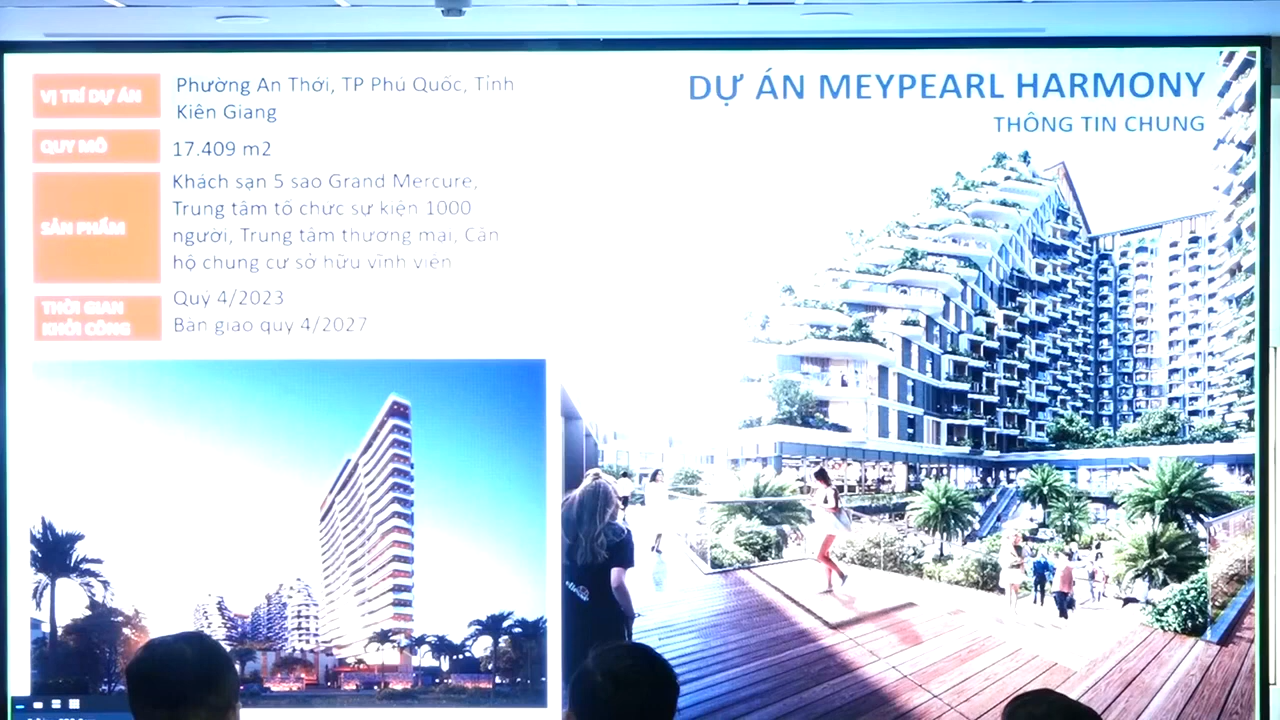 VỊ TRÍ DỰ ÁN
Phường An Thới, TP Phú Quốc, Tỉnh
Kiên Giang
QUY MÔ
17.409 m2
SẢN PHẨM
Khách sạn 5 sao Grand Mercure,
Trung tâm tổ chức sự kiện 1000
người, Trung tâm thương mại, Căn
hộ chung cư sở hữu vĩnh viễn
THỜI GIAN
KHỞI CÔNG
Quý 4/2023
Bàn giao quý 4/2027
DỰ ÁN MEYPEARL HARMONY
THÔNG TIN CHUNG